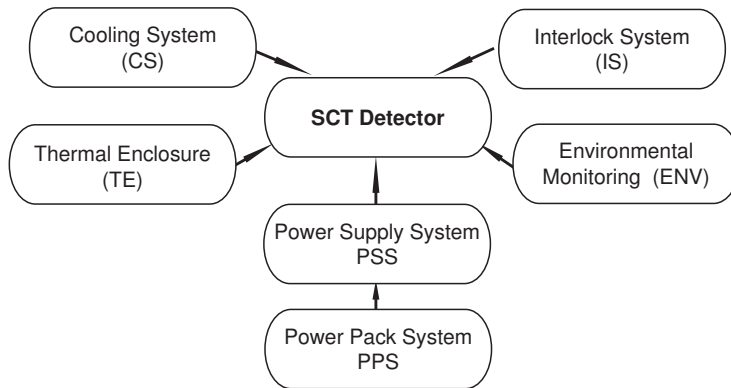 Cooling System
(CS)
Interlock System
(IS)
SCT Detector
Thermal Enclosure
(TE)
Environmental
Monitoring (ENV)
Power Supply System
PSS
Power Pack System
PPS